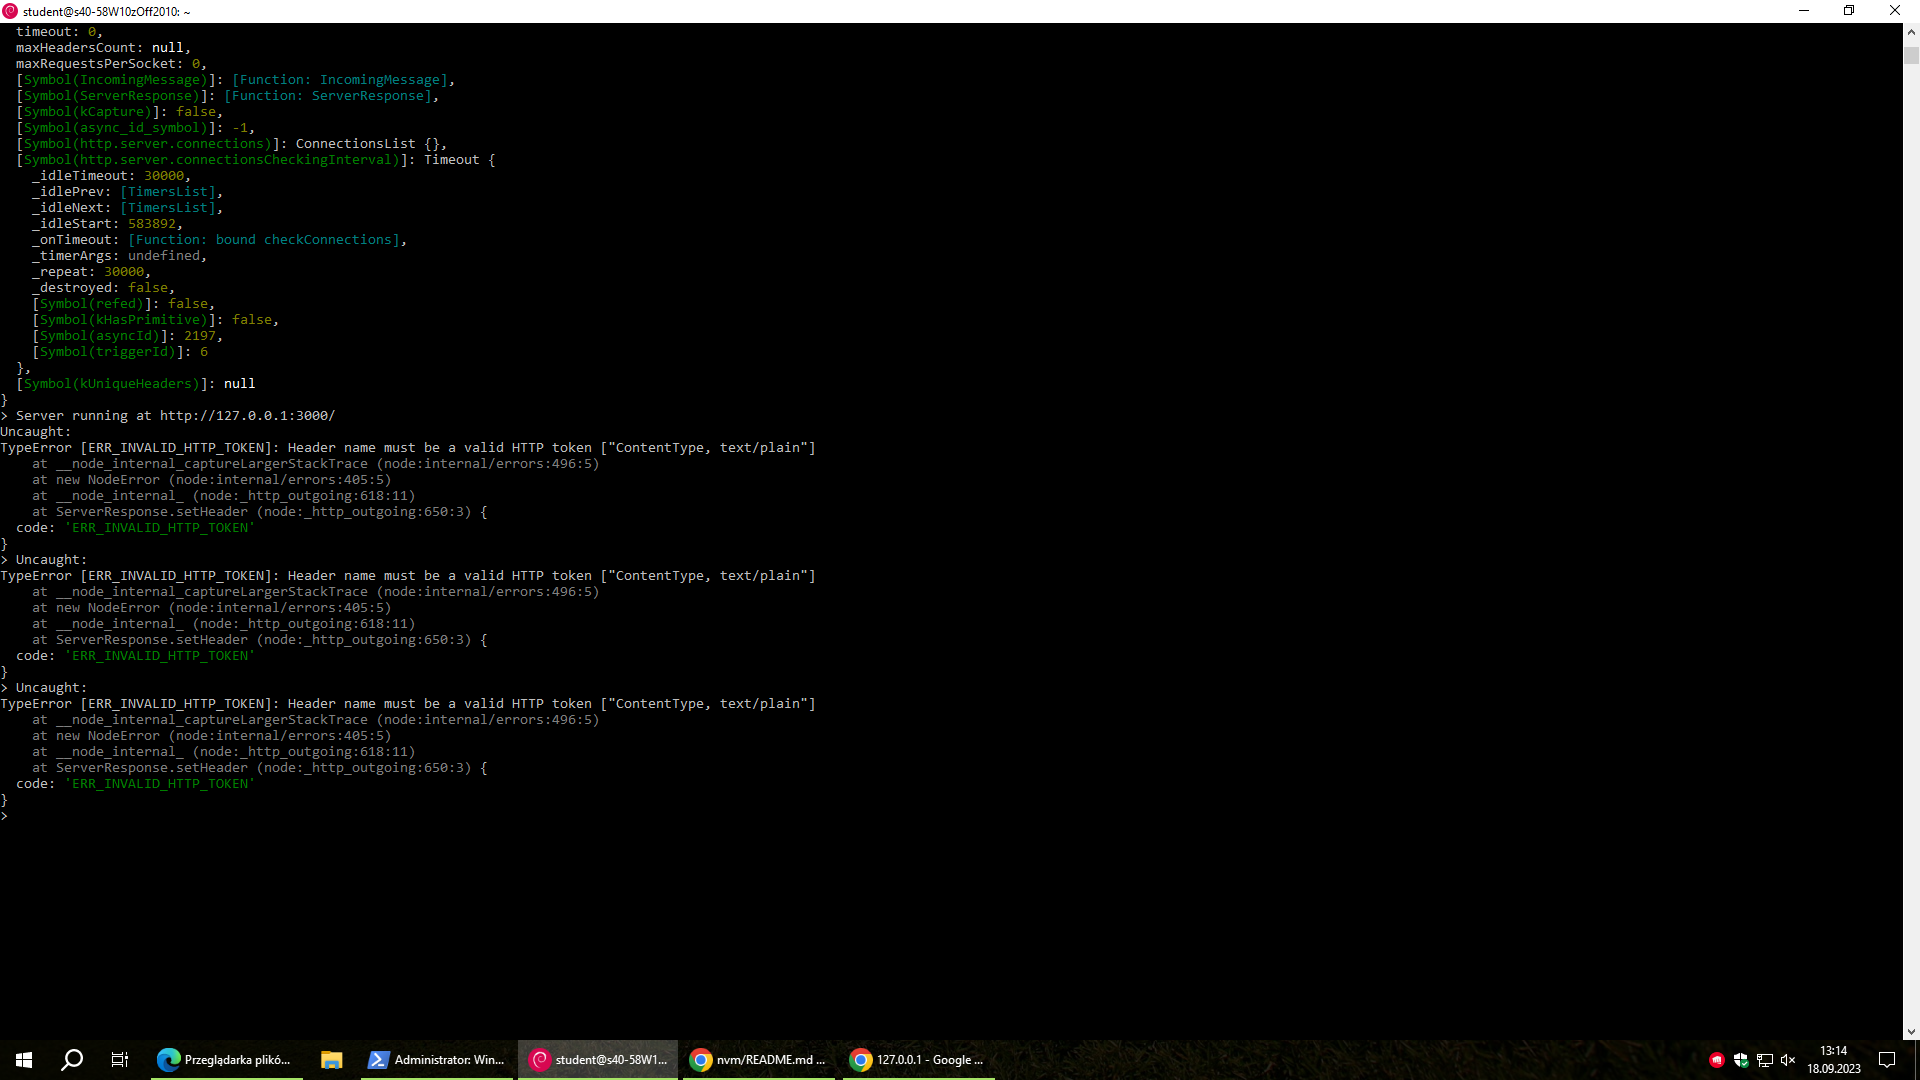 student@s40-58W10zOff2010: ~
  timeout: 0,
  maxHeadersCount: null,
  maxRequestsPerSocket: 0,
  [Symbol(IncomingMessage)]: [Function: IncomingMessage],
  [Symbol(ServerResponse)]: [Function: ServerResponse],
  [Symbol(kCapture)]: false,
  [Symbol(async_id_symbol)]: -1,
  [Symbol(http.server.connections)]: ConnectionsList {},
  [Symbol(http.server.connectionsCheckingInterval)]: Timeout {
    _idleTimeout: 30000,
    _idlePrev: [TimersList],
    _idleNext: [TimersList],
    _idleStart: 583892,
    _onTimeout: [Function: bound checkConnections],
    _timerArgs: undefined,
    _repeat: 30000,
    _destroyed: false,
    [Symbol(refed)]: false,
    [Symbol(kHasPrimitive)]: false,
    [Symbol(asyncId)]: 2197,
    [Symbol(triggerId)]: 6
  },
  [Symbol(kUniqueHeaders)]: null
}
> Server running at http://127.0.0.1:3000/
Uncaught:
TypeError [ERR_INVALID_HTTP_TOKEN]: Header name must be a valid HTTP token ["ContentType, text/plain"]
    at __node_internal_captureLargerStackTrace (node:internal/errors:496:5)
    at new NodeError (node:internal/errors:405:5)
    at __node_internal_ (node:_http_outgoing:618:11)
    at ServerResponse.setHeader (node:_http_outgoing:650:3) {
  code: 'ERR_INVALID_HTTP_TOKEN'
}
> Uncaught:
TypeError [ERR_INVALID_HTTP_TOKEN]: Header name must be a valid HTTP token ["ContentType, text/plain"]
    at __node_internal_captureLargerStackTrace (node:internal/errors:496:5)
    at new NodeError (node:internal/errors:405:5)
    at __node_internal_ (node:_http_outgoing:618:11)
    at ServerResponse.setHeader (node:_http_outgoing:650:3) {
  code: 'ERR_INVALID_HTTP_TOKEN'
}
> Uncaught:
TypeError [ERR_INVALID_HTTP_TOKEN]: Header name must be a valid HTTP token ["ContentType, text/plain"]
    at __node_internal_captureLargerStackTrace (node:internal/errors:496:5)
    at new NodeError (node:internal/errors:405:5)
    at __node_internal_ (node:_http_outgoing:618:11)
    at ServerResponse.setHeader (node:_http_outgoing:650:3) {
  code: 'ERR_INVALID_HTTP_TOKEN'
}
>
Przeglądarka plikó...
Administrator: Win...
student@s40-58W1...
nvm/README.md ...
127.0.0.1 - Google ...
13:14
18.09.2023